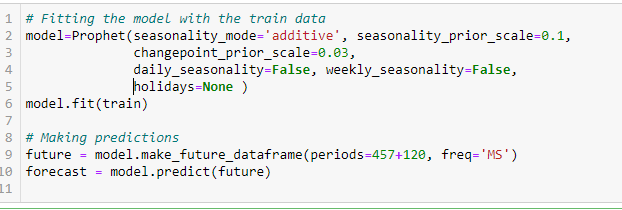 1 # Fitting the model with the train data
2 model=Prophet(seasonality_mode='additive', seasonality_prior_scale=0.1,
3 changepoint_prior_scale=0.03,
4 daily_seasonality=False, weekly_seasonality=False,
5 holidays=None )
6 model.fit(train)
7
8 # Making predictions
9 future = model.make_future_dataframe(periods=457+120, freq='MS')
10 forecast = model.predict(future)
11